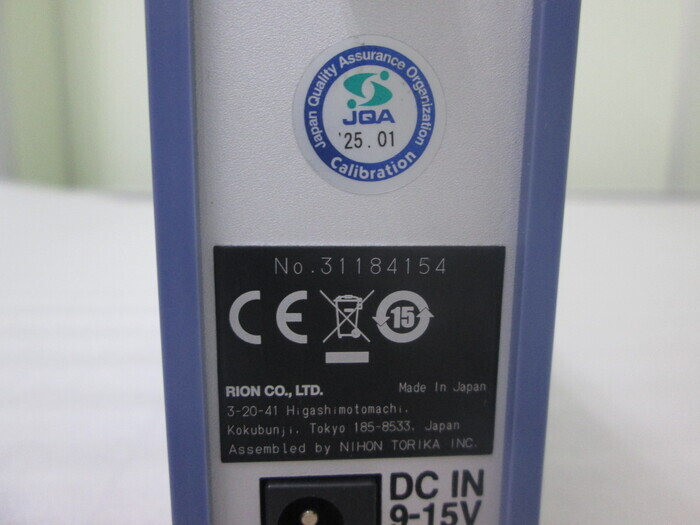 Japan Quality Assurance Organization
JQA
'25.01
Calibration
No.31184154
CE
15
RION CO., LTD.
Made In Japan
3-20-41 Higashimotomachi,
Kokubunji, Tokyo 185-8533, Japan
Assembled by NIHON TORIKA INC.
DC IN
9-15V